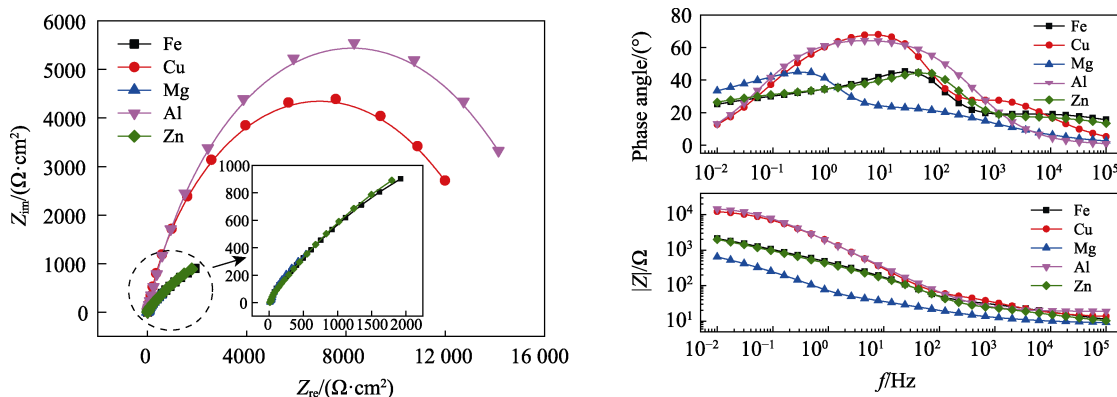 6000
5000
4000
3000
2000
1000
0
Z_im/(Ω·cm²)
Fe
Cu
Mg
Al
Zn
1000
800
600
400
200
0
0 500 1000 1500 2000
0 4000 8000 12 000 16 000
Z_re/(Ω·cm²)
80
60
40
20
0
Phase angle/(°)
Fe
Cu
Mg
Al
Zn
10⁻² 10⁻¹ 10⁰ 10¹ 10² 10³ 10⁴ 10⁵
10⁴
10³
10²
10¹
|Z|/Ω
Fe
Cu
Mg
Al
Zn
10⁻² 10⁻¹ 10⁰ 10¹ 10² 10³ 10⁴ 10⁵
f/Hz